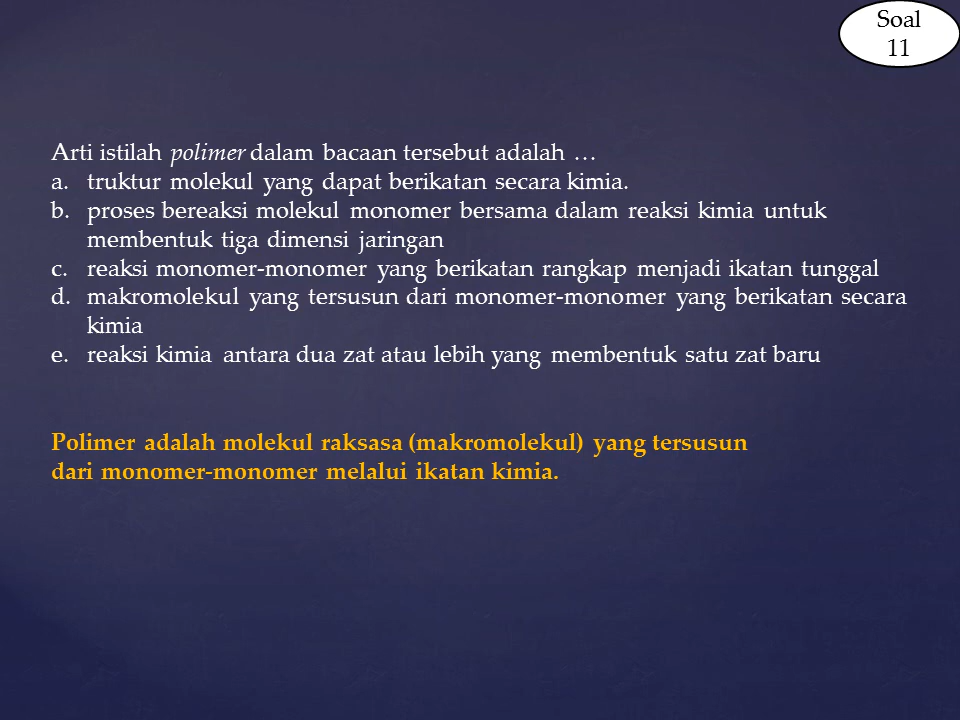 Soal
11
Arti istilah polimer dalam bacaan tersebut adalah …
a. truktur molekul yang dapat berikatan secara kimia.
b. proses bereaksi molekul monomer bersama dalam reaksi kimia untuk
membentuk tiga dimensi jaringan
c. reaksi monomer-monomer yang berikatan rangkap menjadi ikatan tunggal
d. makromolekul yang tersusun dari monomer-monomer yang berikatan secara
kimia
e. reaksi kimia antara dua zat atau lebih yang membentuk satu zat baru
Polimer adalah molekul raksasa (makromolekul) yang tersusun
dari monomer-monomer melalui ikatan kimia.